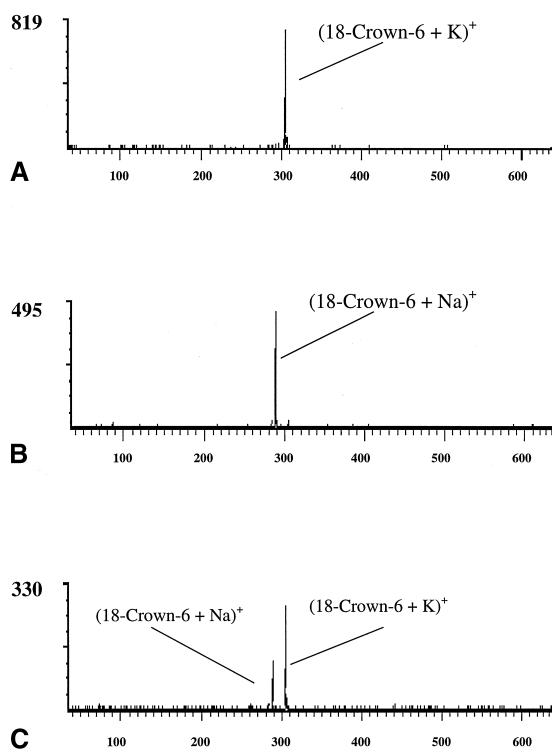 819
(18-Crown-6 + K)⁺
100 200 300 400 500 600
A
495
(18-Crown-6 + Na)⁺
100 200 300 400 500 600
B
330
(18-Crown-6 + Na)⁺ (18-Crown-6 + K)⁺
100 200 300 400 500 600
C